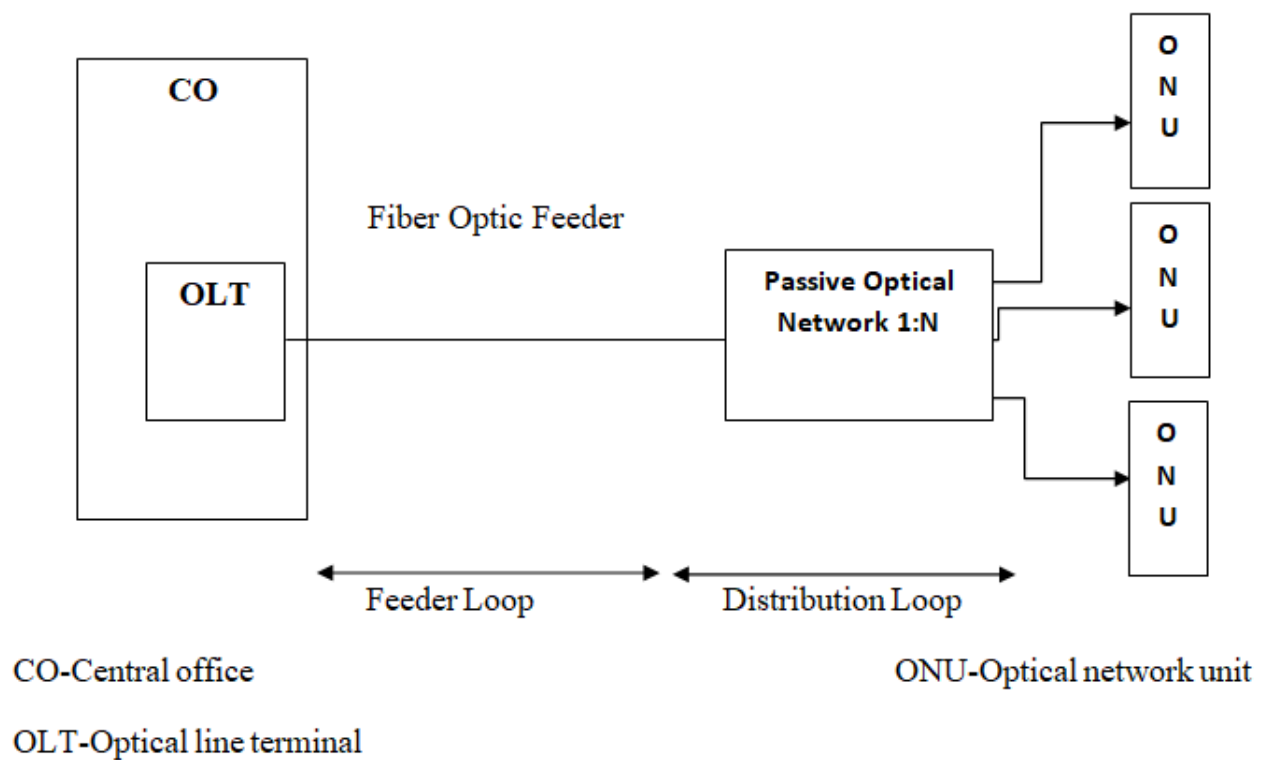 CO
OLT
Fiber Optic Feeder
Passive Optical
Network 1:N
O
N
U
O
N
U
O
N
U
Feeder Loop
Distribution Loop
CO-Central office
ONU-Optical network unit
OLT-Optical line terminal